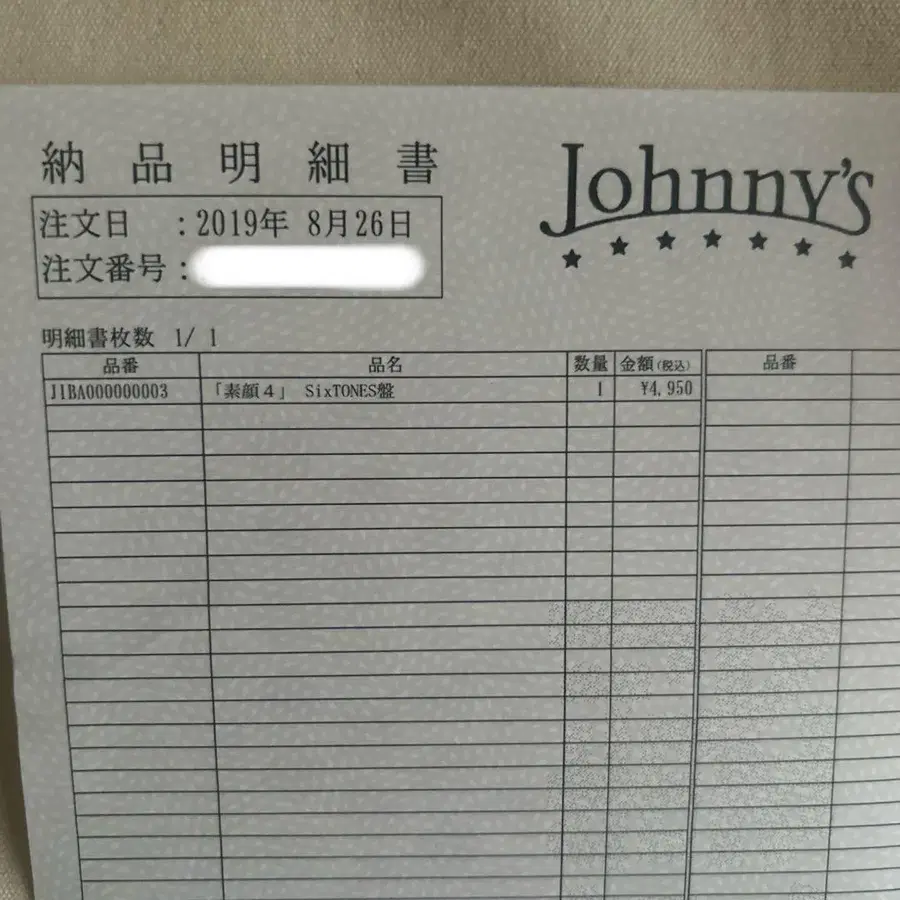 納品明細書
Johnny's
注文日 :2019年 8月26日
注文番号:
明細書枚数 1/ 1
品番 品名 数量 金額(税込) 品番
JIBA000000003 「素顔4」 SixTONES盤 1 ¥4,950